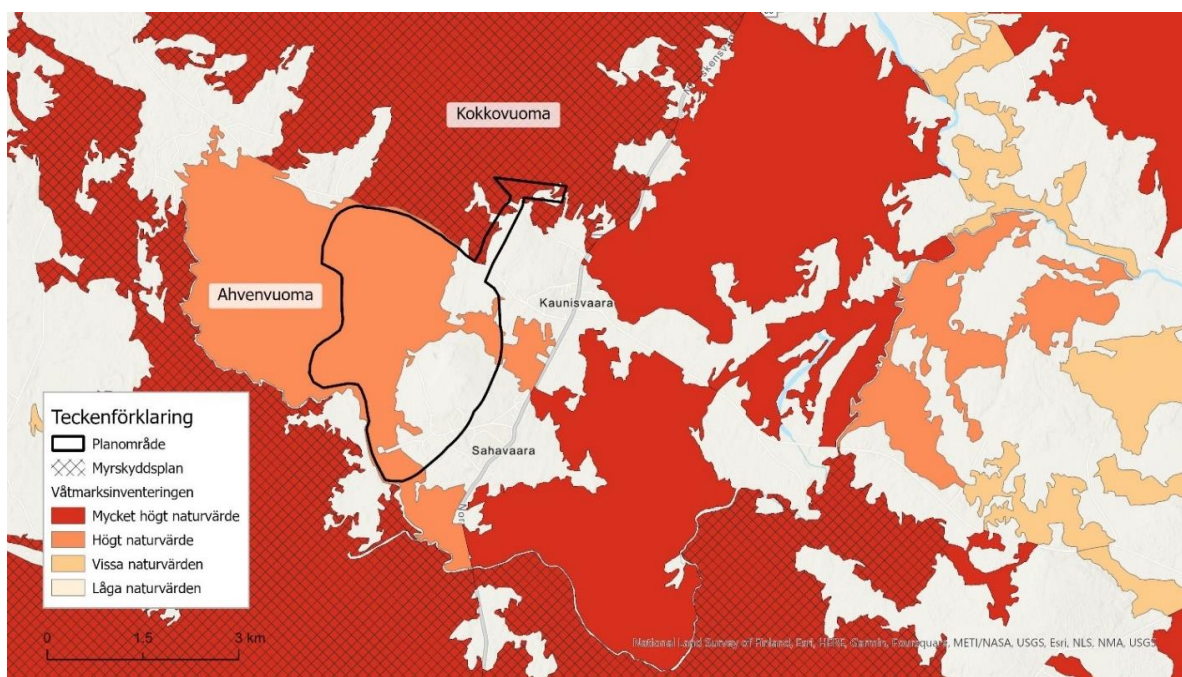 Kokkovuoma
Ahvenvuoma
Kaunisvaara
Sahavaara
Teckenförklaring
Planområde
Myrskyddsplan
Våtmarksinventeringen
Mycket högt naturvärde
Högt naturvärde
Vissa naturvärden
Låga naturvärden
0 1.5 3 km
National Land Survey of Finland, Esri, HERE, Garmin, Foursquare, METI/NASA, USGS, Esri, NLS, NMA, USGS